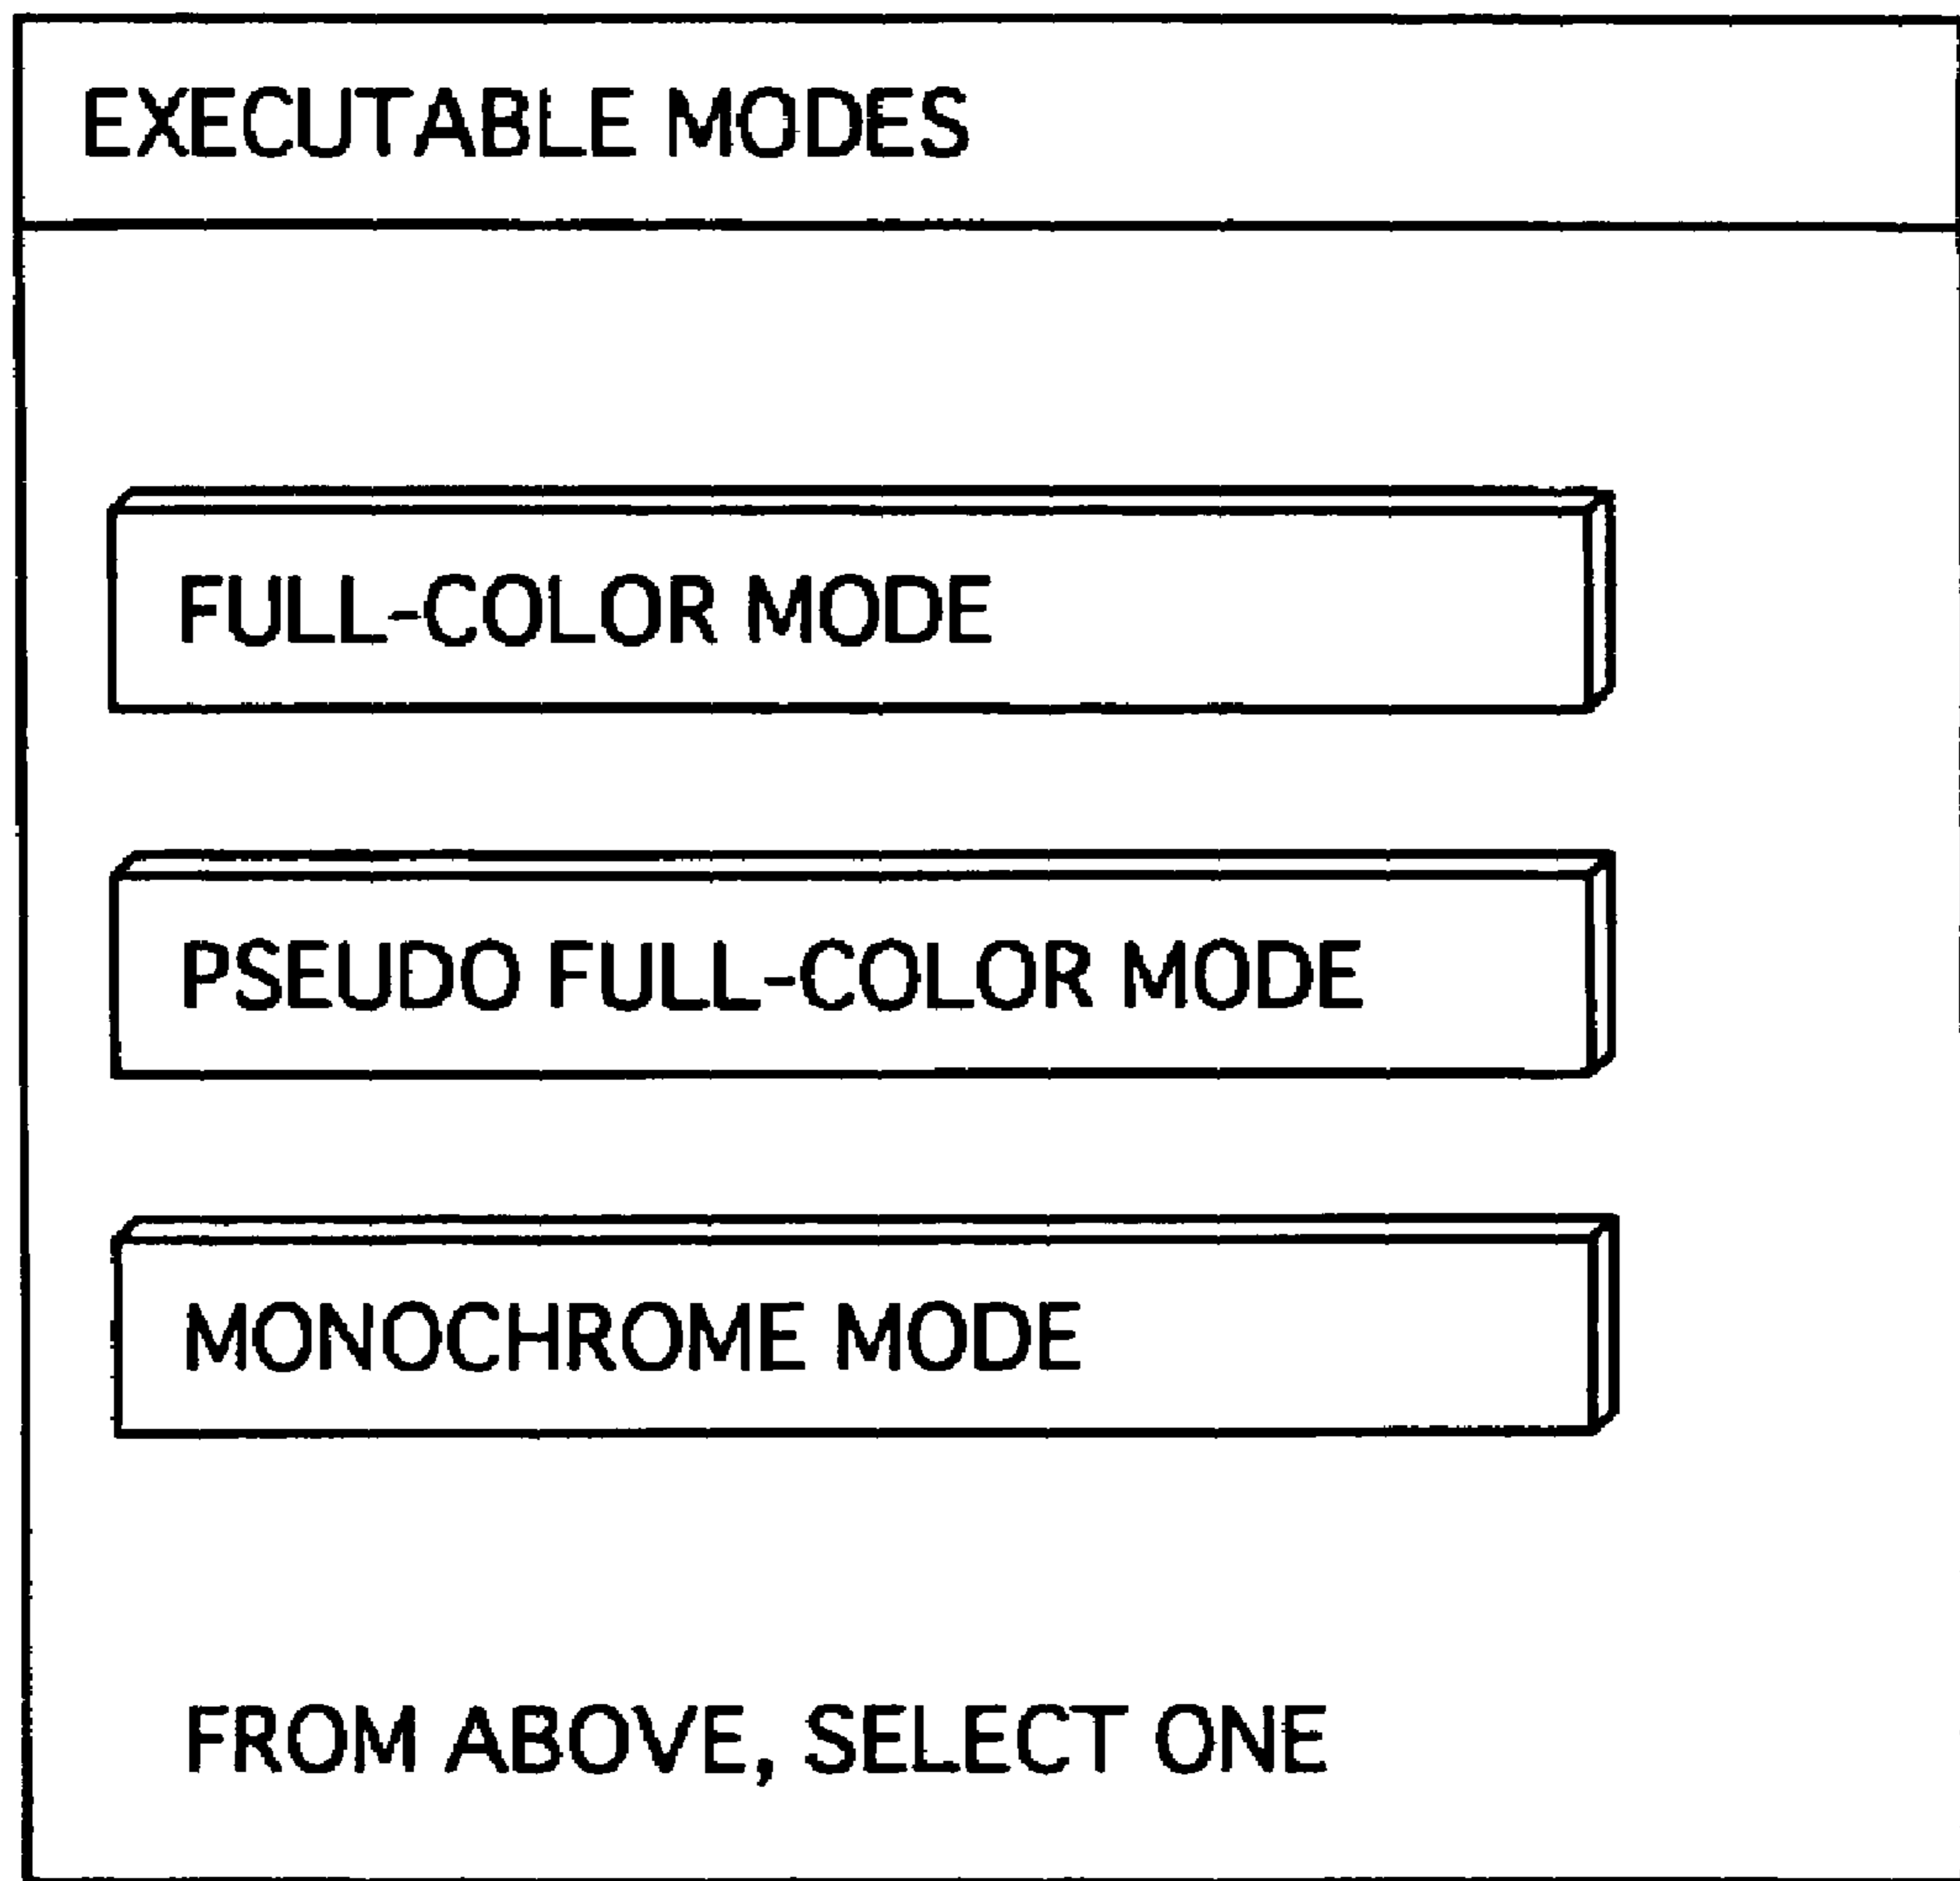 EXECUTABLE MODES
FULL-COLOR MODE
PSEUDO FULL-COLOR MODE
MONOCHROME MODE
FROM ABOVE, SELECT ONE